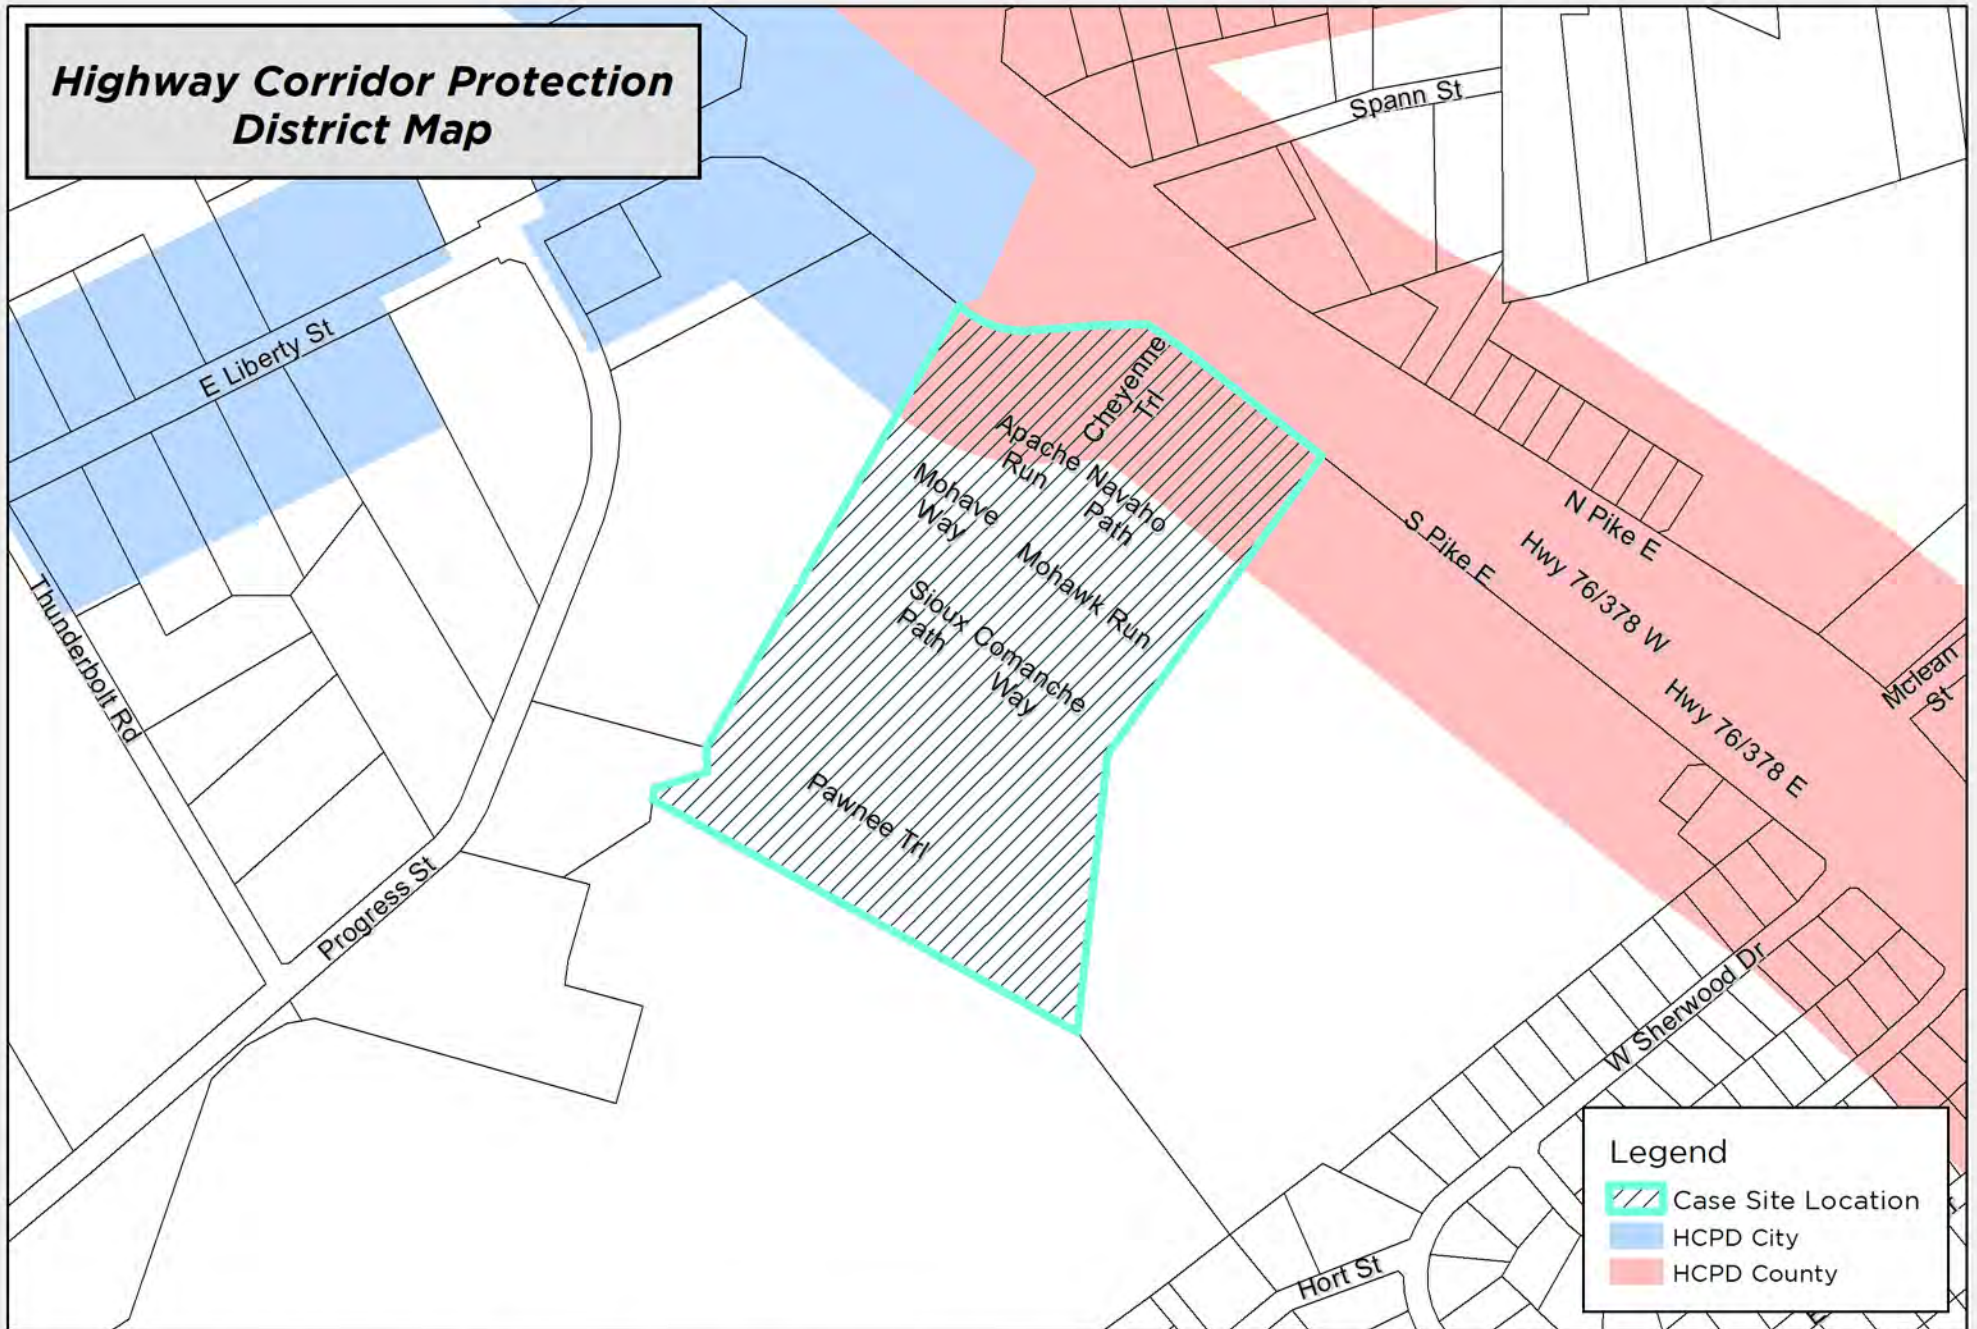 Highway Corridor Protection
District Map
Spann St
E Liberty St
Cheyenne
Trl
Apache
Run
Navaho
Path
Mohave
Way
Mohawk Run
Sioux
Path
Comanche
Way
Pawnee Trl
N Pike E
S Pike E
Hwy 76/378 W
Hwy 76/378 E
Mclean
St
Thunderbolt Rd
Progress St
W Sherwood Dr
Hort St
Legend
Case Site Location
HCPD City
HCPD County